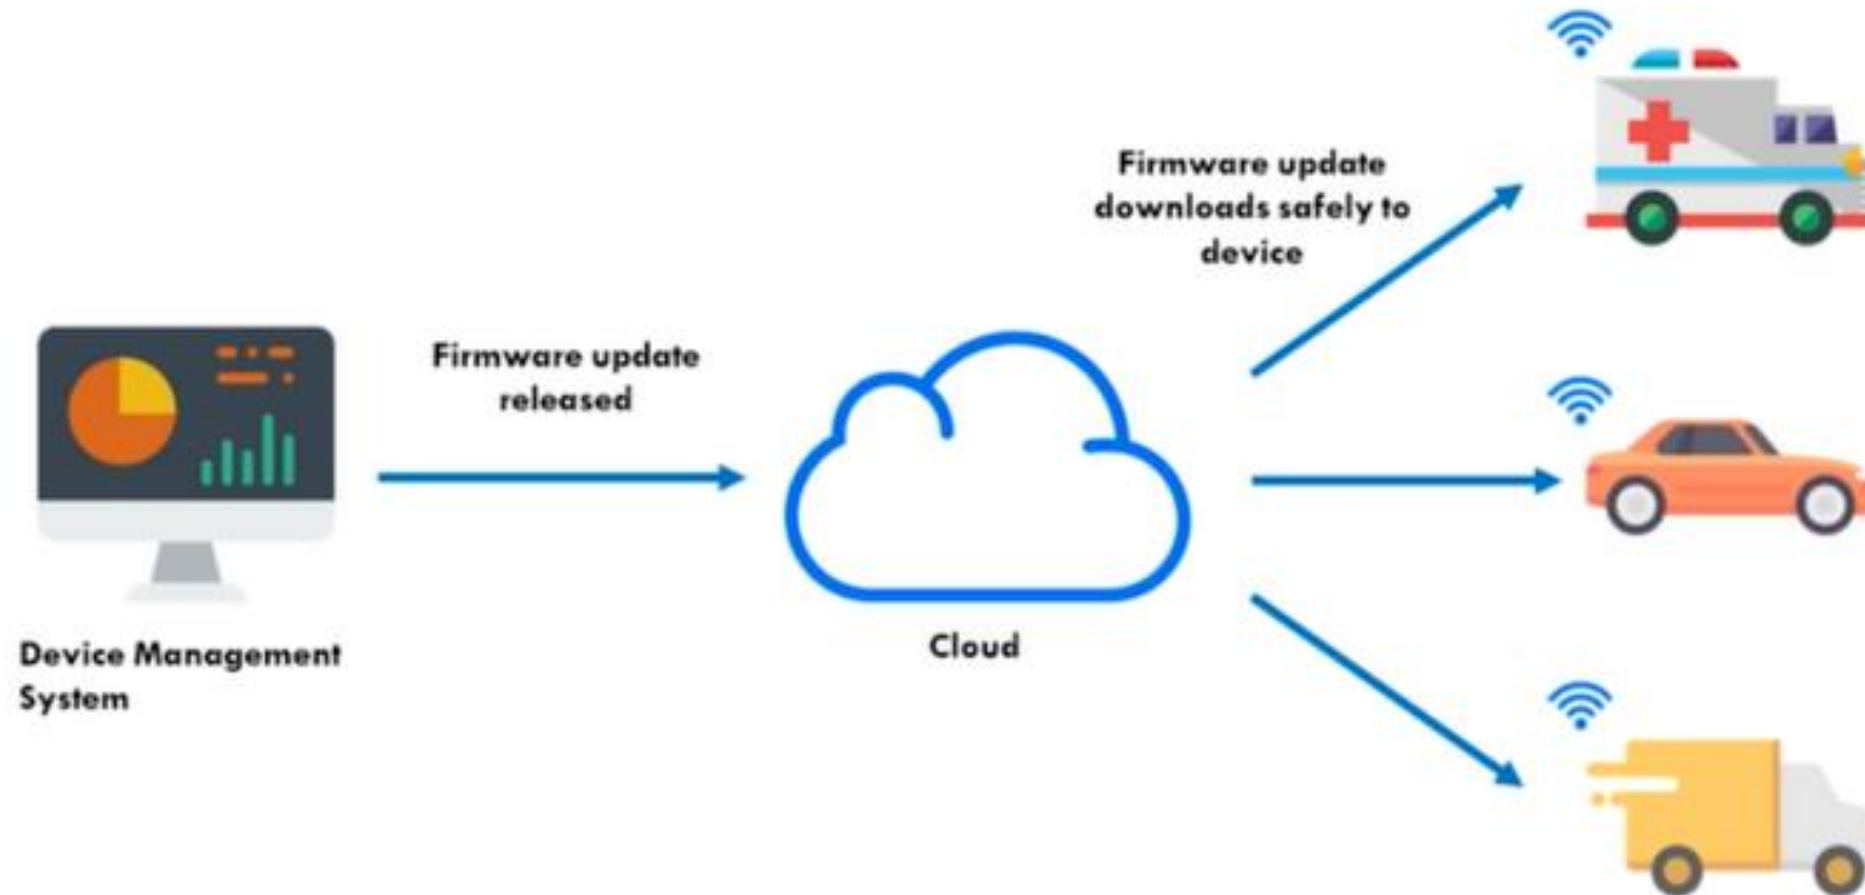 Firmware update
downloads safely to
device
Firmware update
released
Cloud
Device Management
System